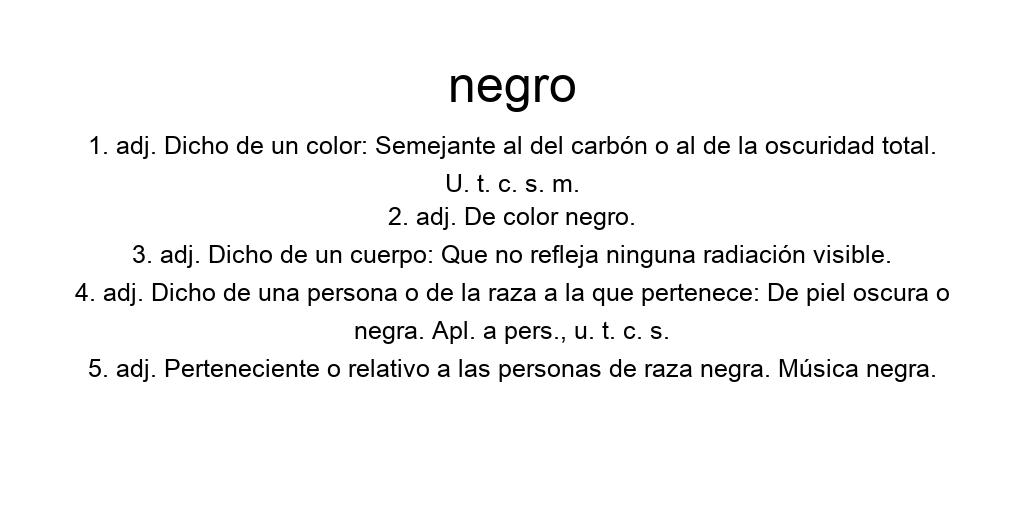 negro
1. adj. Dicho de un color: Semejante al del carbón o al de la oscuridad total.
U. t. c. s. m.
2. adj. De color negro.
3. adj. Dicho de un cuerpo: Que no refleja ninguna radiación visible.
4. adj. Dicho de una persona o de la raza a la que pertenece: De piel oscura o
negra. Apl. a pers., u. t. c. s.
5. adj. Perteneciente o relativo a las personas de raza negra. Música negra.